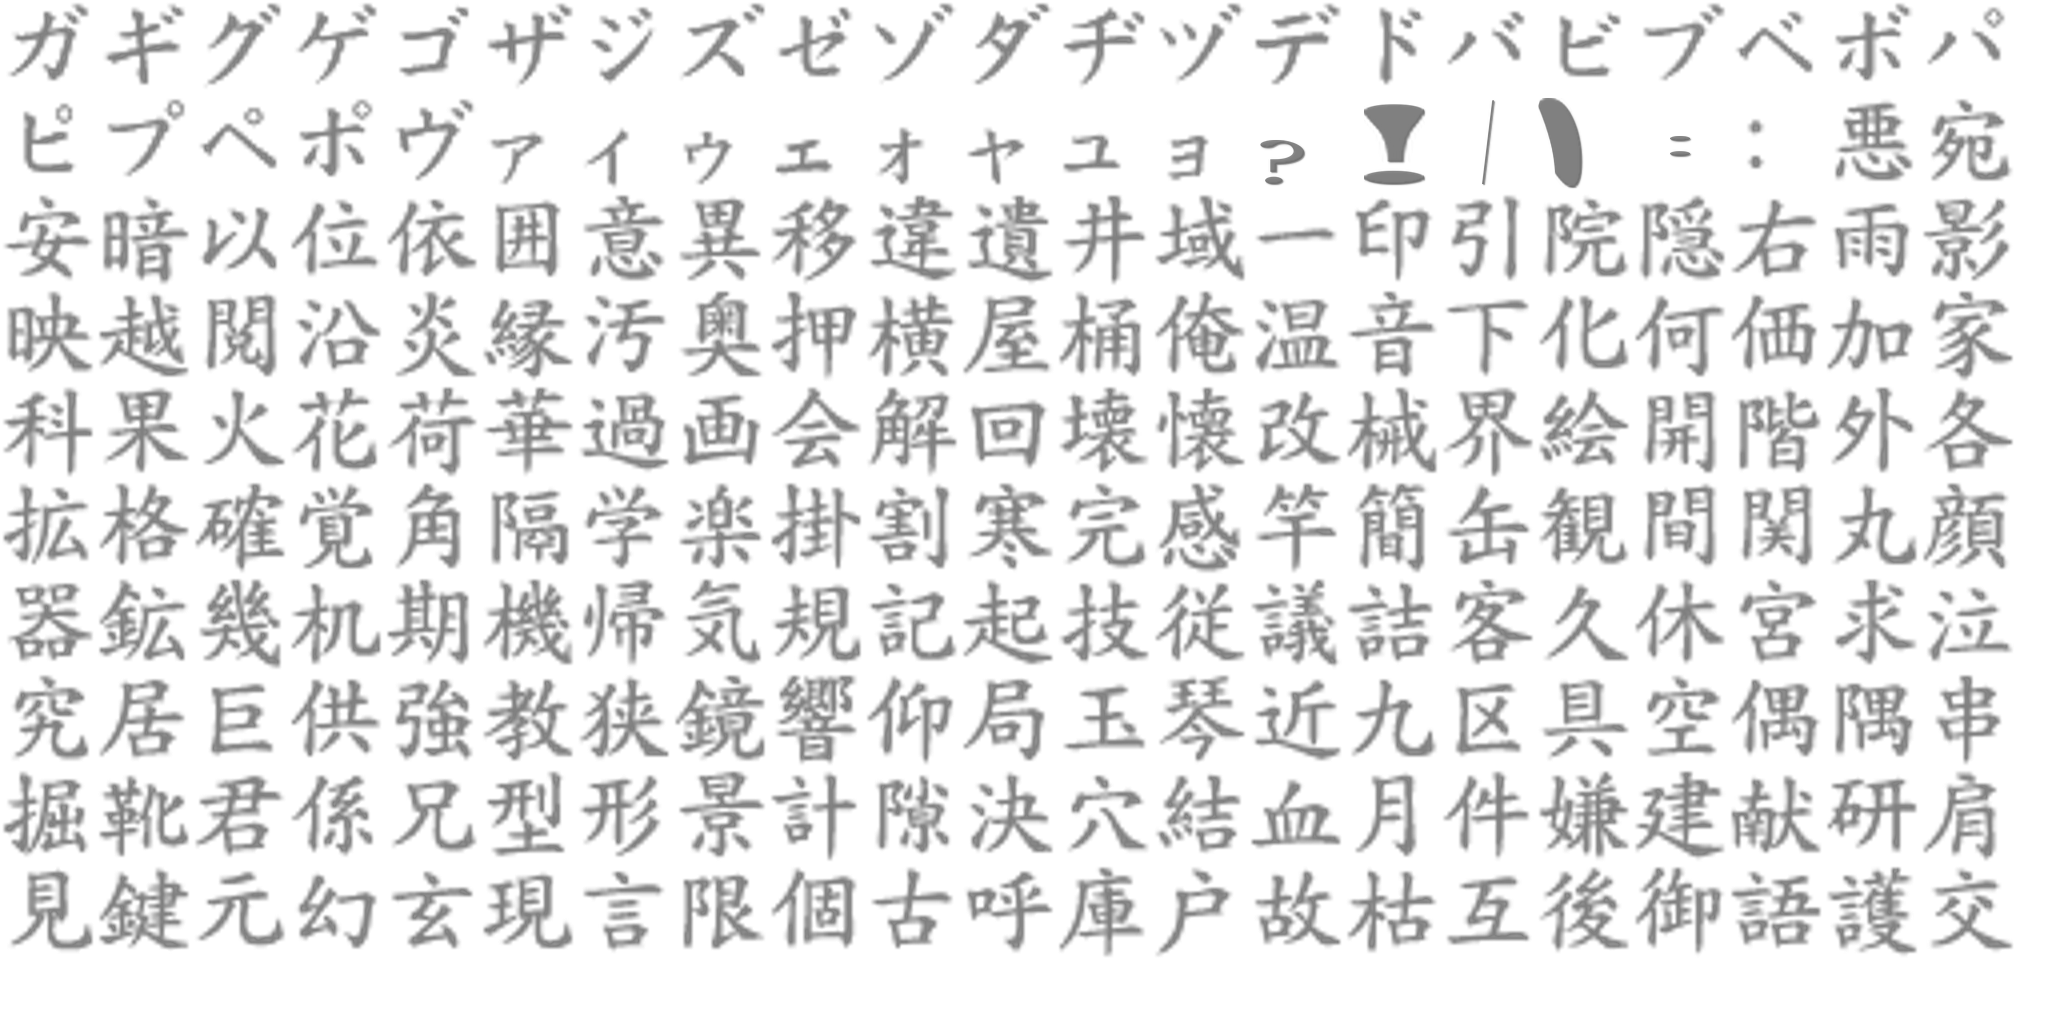 ガギグゲゴザジズゼゾダヂヅデドバビブベボパ
ピプペポヴァィゥェォャュョ?!/\=:悪宛
安暗以位依囲意異移違遺井域一印引院隠右雨影
映越閲沿炎縁汚奥押横屋桶俺温音下化何価加家
科果火花荷華過画会解回壊懐改械界絵開階外各
拡格確覚角隔学楽掛割寒完感竿簡缶観間関丸顔
器鉱幾机期機帰気規記起技従議詰客久休宮求泣
究居巨供強教狭鏡響仰局玉琴近九区具空偶隅串
掘靴君係兄型形景計隙決穴結血月件嫌建献研肩
見鍵元幻玄現言限個古呼庫戸故枯互後御語護交